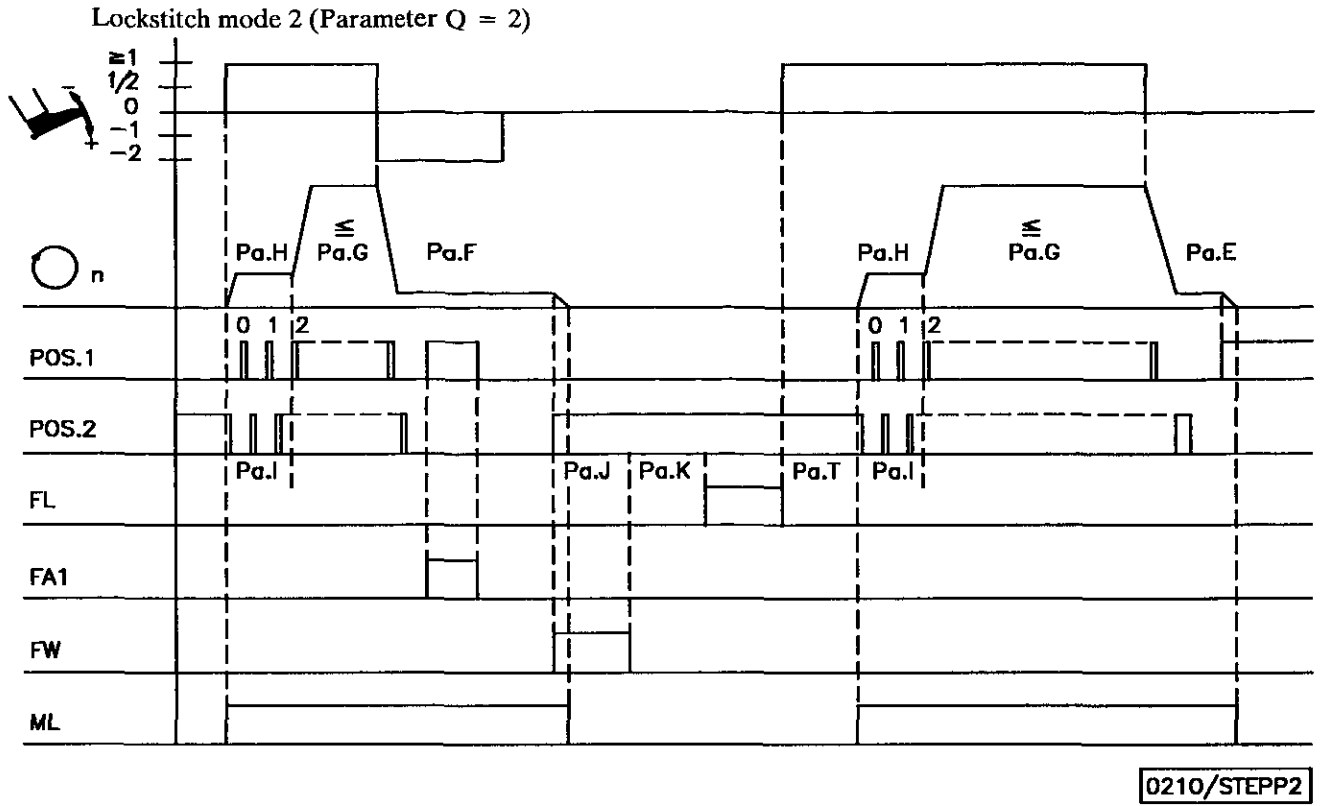 Lockstitch mode 2 (Parameter Q = 2)
≥1
1/2
0
−1
−2
−
+
n
Pa.H
≤
Pa.G
Pa.F
Pa.H
≤
Pa.G
Pa.E
0 1 2
0 1 2
POS.1
POS.2
Pa.I
Pa.J
Pa.K
Pa.T
Pa.I
FL
FA1
FW
ML
0210/STEPP2